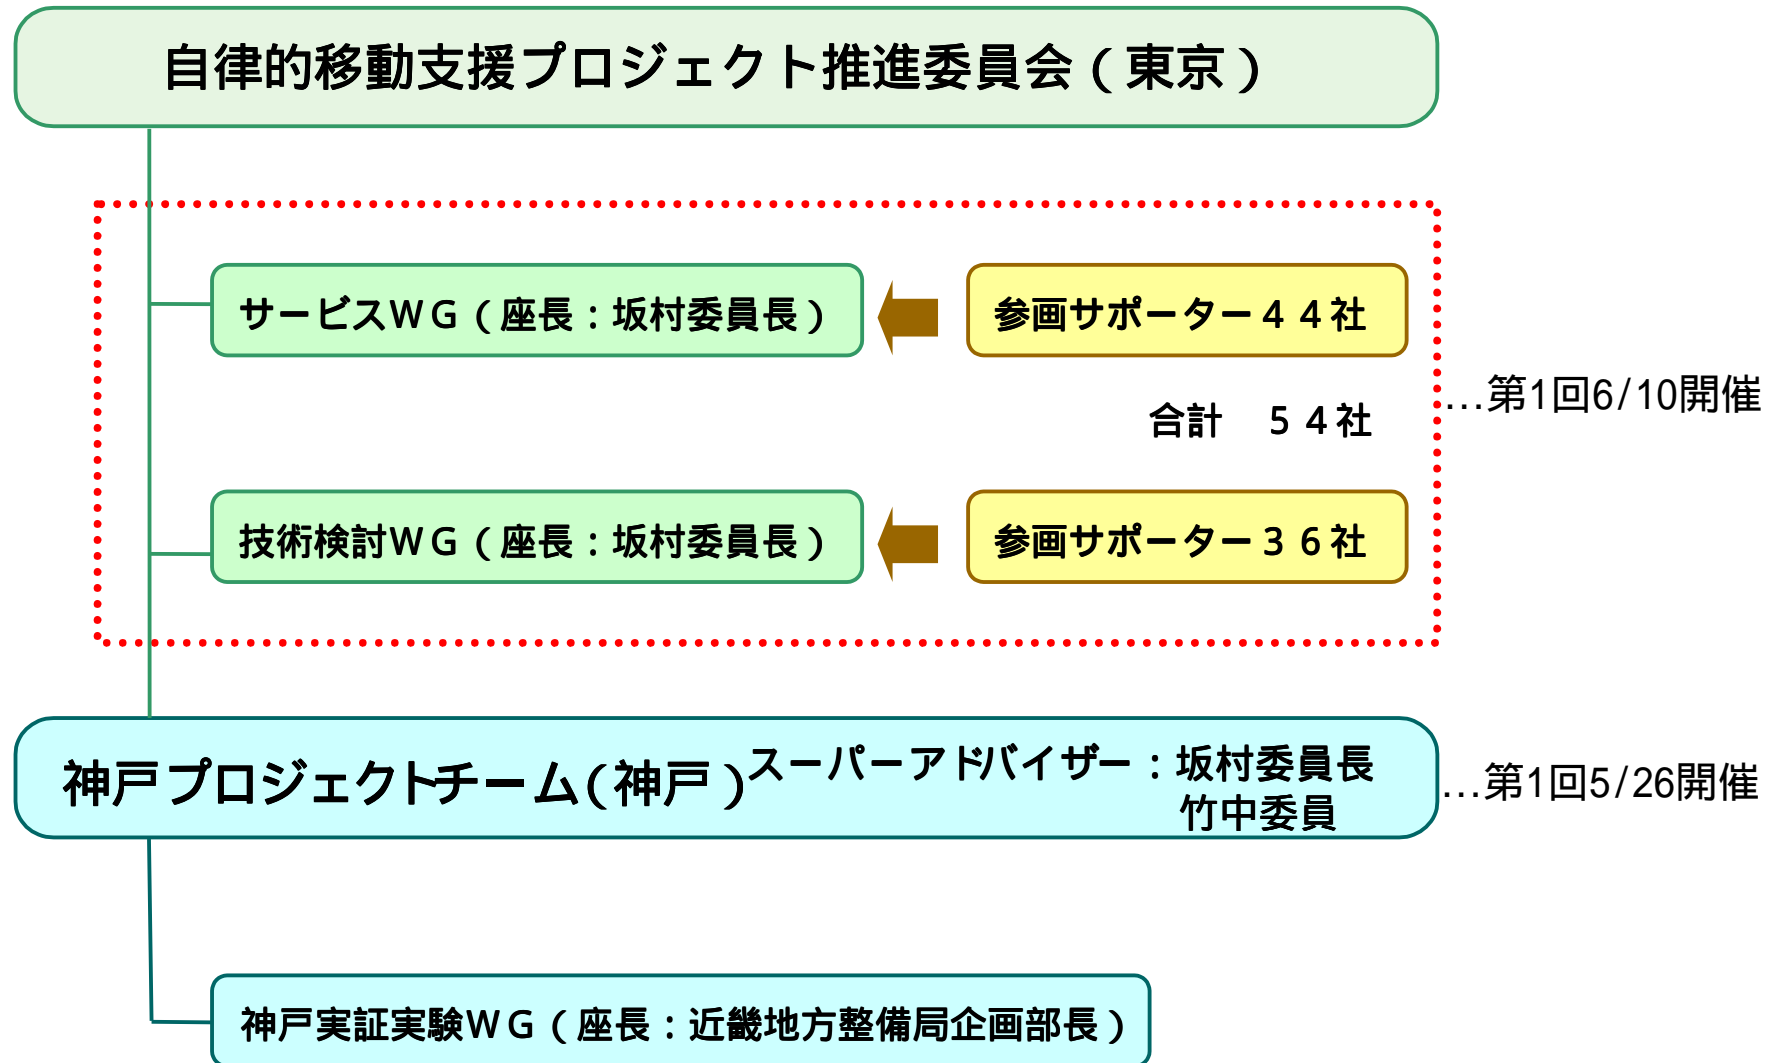 自律的移動支援プロジェクト推進委員会（東京）
サービスＷＧ（座長：坂村委員長）
参画サポーター４４社
…第1回6/10開催
合計　５４社
技術検討ＷＧ（座長：坂村委員長）
参画サポーター３６社
神戸プロジェクトチーム(神戸）スーパーアドバイザー：坂村委員長
竹中委員
…第1回5/26開催
神戸実証実験ＷＧ（座長：近畿地方整備局企画部長）